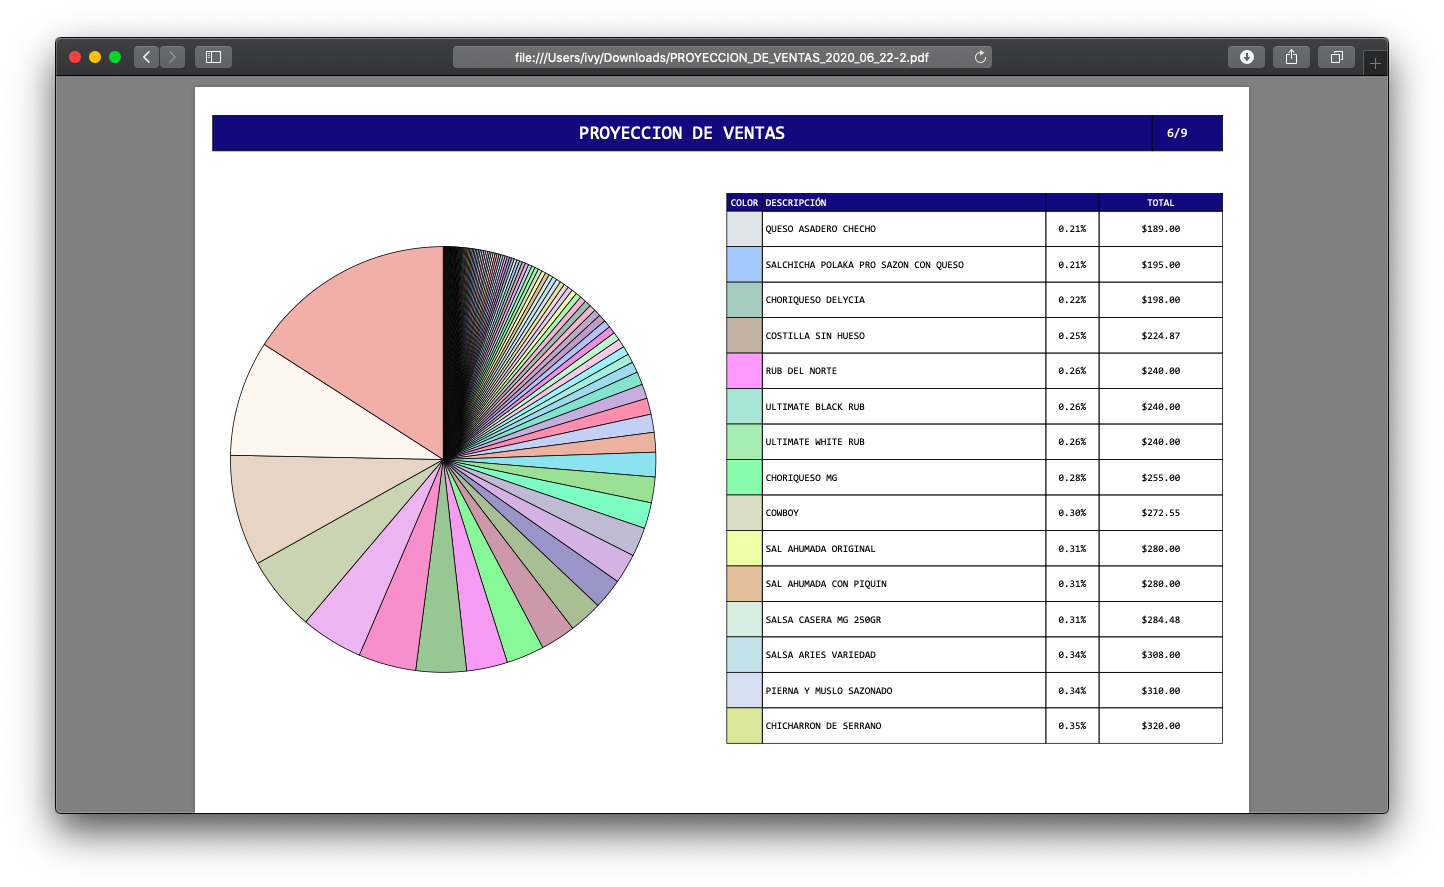 file:///Users/ivy/Downloads/PROYECCION_DE_VENTAS_2020_06_22-2.pdf
PROYECCION DE VENTAS 6/9
COLOR DESCRIPCIÓN TOTAL
QUESO ASADERO CHECHO 0.21% $189.00
SALCHICHA POLAKA PRO SAZON CON QUESO 0.21% $195.00
CHORIQUESO DELYCIA 0.22% $198.00
COSTILLA SIN HUESO 0.25% $224.87
RUB DEL NORTE 0.26% $240.00
ULTIMATE BLACK RUB 0.26% $240.00
ULTIMATE WHITE RUB 0.26% $240.00
CHORIQUESO MG 0.28% $255.00
COWBOY 0.30% $272.55
SAL AHUMADA ORIGINAL 0.31% $280.00
SAL AHUMADA CON PIQUIN 0.31% $280.00
SALSA CASERA MG 250GR 0.31% $284.48
SALSA ARIES VARIEDAD 0.34% $308.00
PIERNA Y MUSLO SAZONADO 0.34% $310.00
CHICHARRON DE SERRANO 0.35% $320.00